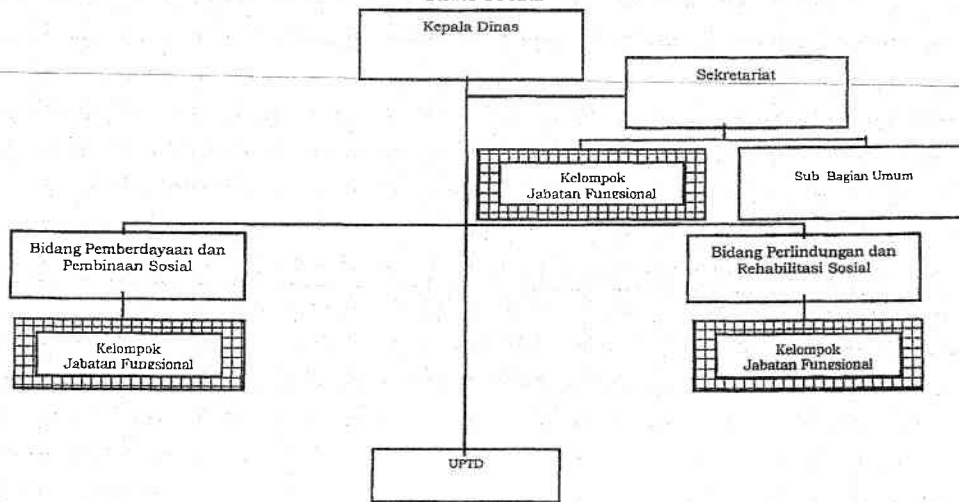 Kepala Dinas
Sekretariat
Kelompok
Jabatan Fungsional
Sub Bagian Umum
Bidang Pemberdayaan dan
Pembinaan Sosial
Bidang Perlindungan dan
Rehabilitasi Sosial
Kelompok
Jabatan Fungsional
Kelompok
Jabatan Fungsional
UPTD